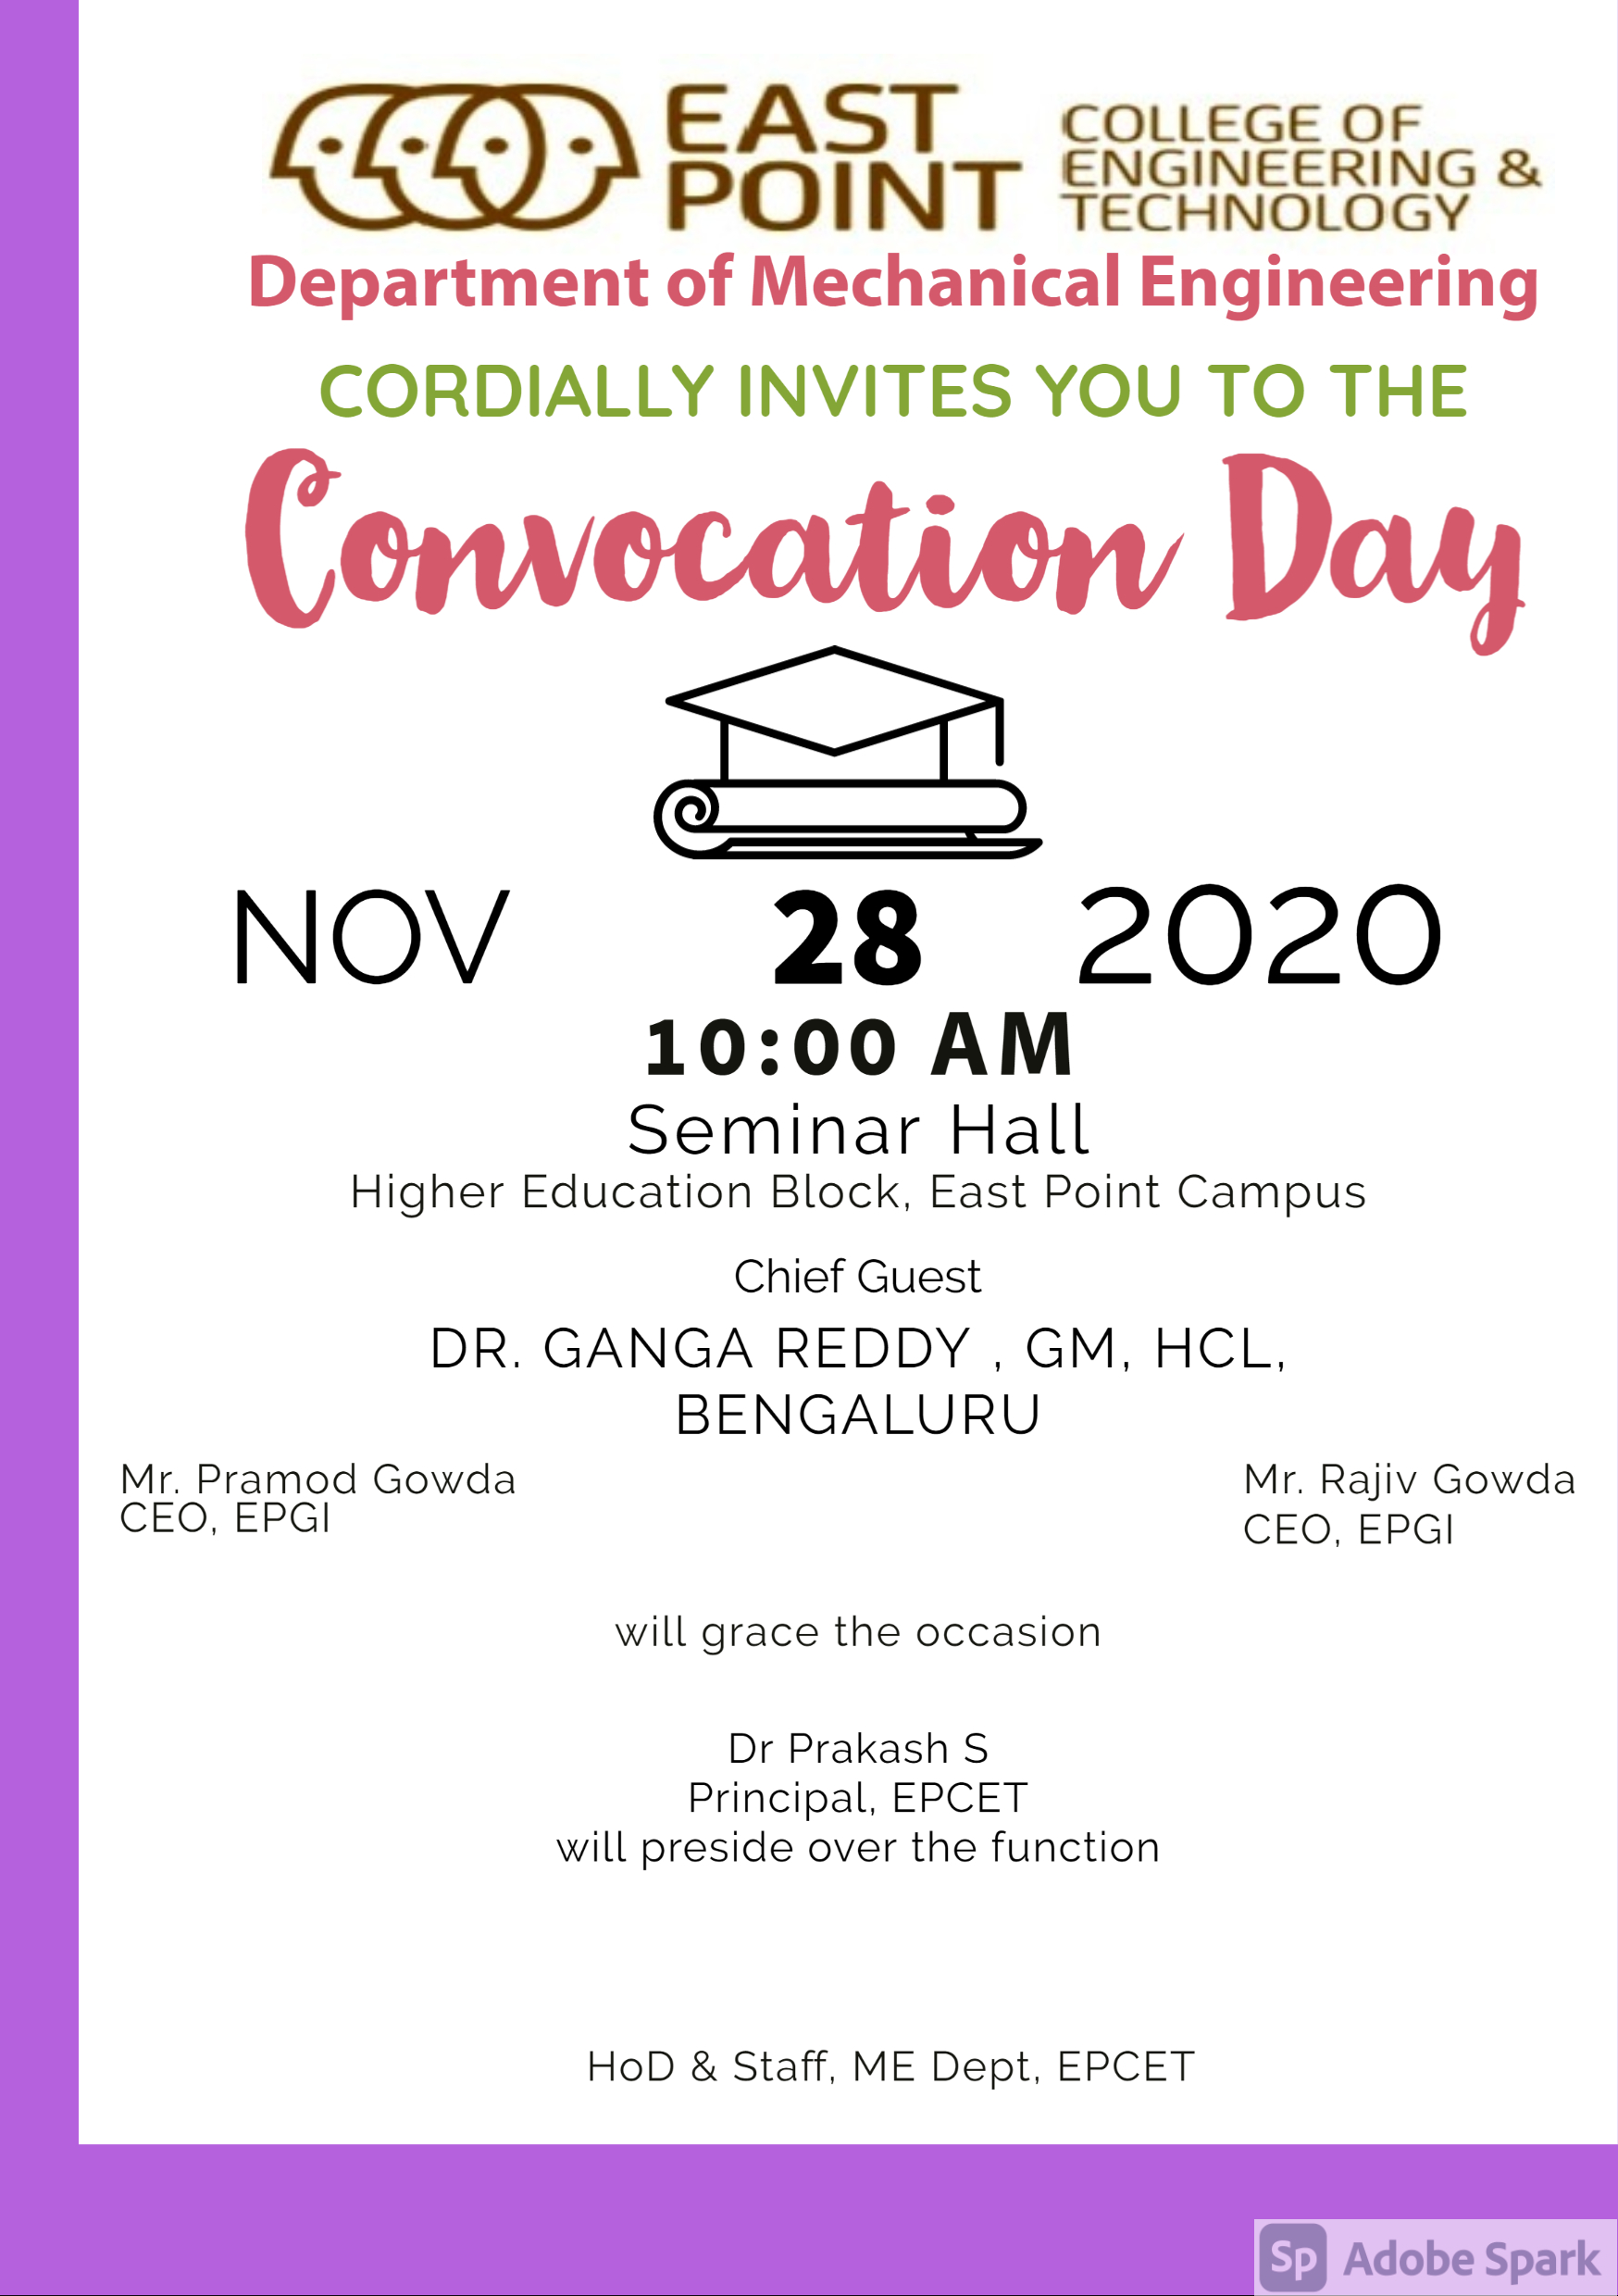 EAST
POINT
COLLEGE OF
ENGINEERING &
TECHNOLOGY
Department of Mechanical Engineering
CORDIALLY INVITES YOU TO THE
Convocation Day
NOV 28 2020
10:00 AM
Seminar Hall
Higher Education Block, East Point Campus
Chief Guest
DR. GANGA REDDY , GM, HCL,
BENGALURU
Mr. Pramod Gowda
CEO, EPGI
Mr. Rajiv Gowda
CEO, EPGI
will grace the occasion
Dr Prakash S
Principal, EPCET
will preside over the function
HoD & Staff, ME Dept, EPCET
Sp Adobe Spark